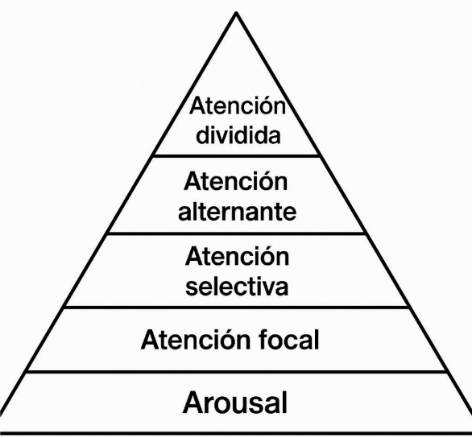 Atención
dividida
Atención
alternante
Atención
selectiva
Atención focal
Arousal